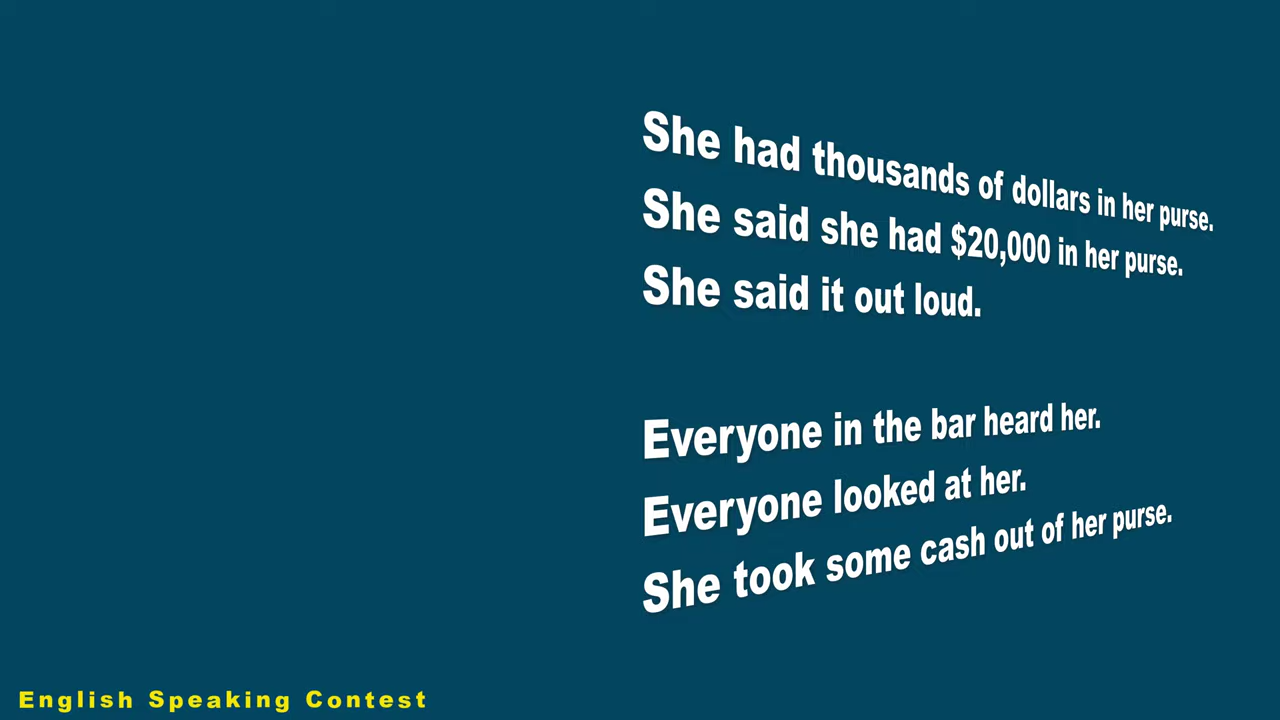 She had thousands of dollars in her purse.
She said she had $20,000 in her purse.
She said it out loud.
Everyone in the bar heard her.
Everyone looked at her.
She took some cash out of her purse.
English Speaking Contest